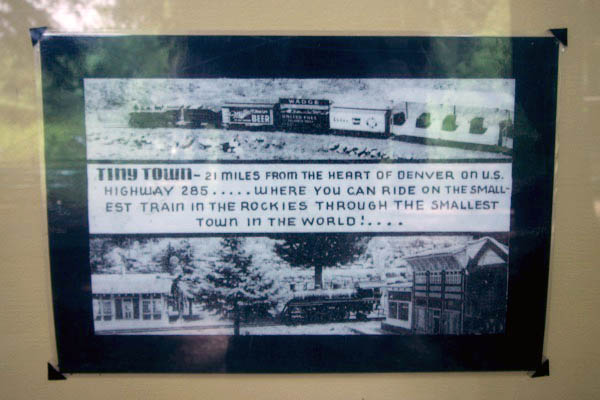 WADGE
BEER
TINY TOWN - 21 MILES FROM THE HEART OF DENVER ON U.S.
HIGHWAY 285.....WHERE YOU CAN RIDE ON THE SMALL-
EST TRAIN IN THE ROCKIES THROUGH THE SMALLEST
TOWN IN THE WORLD!....